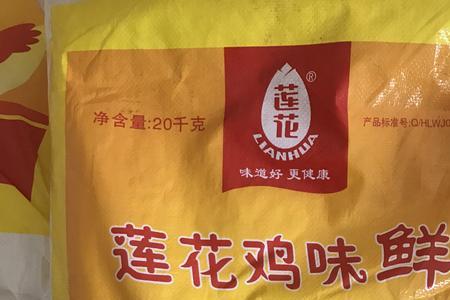 莲花
®
LIANHUA
净含量:20千克
产品标准号:Q/HLWJ
味道好 更健康
莲花鸡味鲜